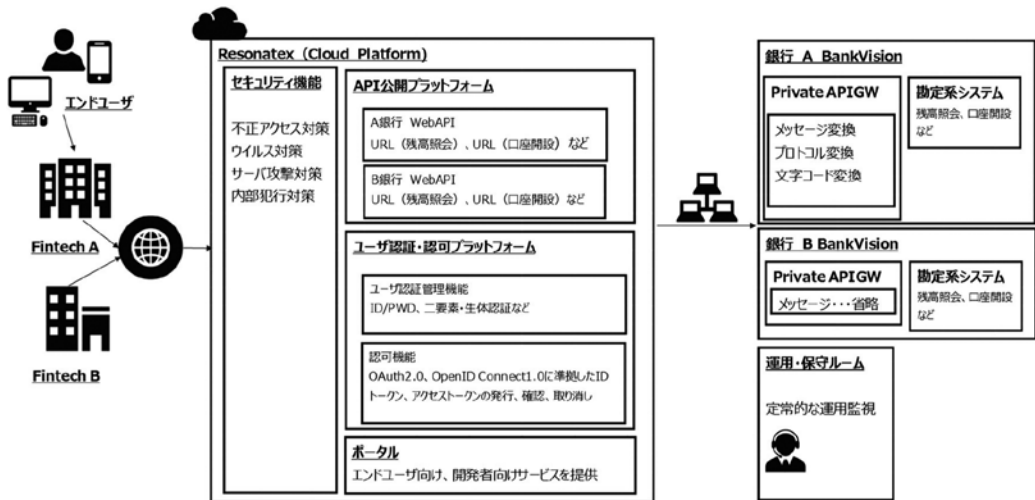 エンドユーザ
Fintech A
Fintech B
Resonatex (Cloud Platform)
セキュリティ機能
不正アクセス対策
ウイルス対策
サーバ攻撃対策
内部犯行対策
API公開プラットフォーム
A銀行 WebAPI
URL(残高照会)、URL(口座開設)など
B銀行 WebAPI
URL(残高照会)、URL(口座開設)など
ユーザ認証・認可プラットフォーム
ユーザ認証管理機能
ID/PWD、二要素・生体認証など
認可機能
OAuth2.0、OpenID Connect1.0に準拠したID
トークン、アクセストークンの発行、確認、取り消し
ポータル
エンドユーザ向け、開発者向けサービスを提供
銀行 A BankVision
Private APIGW
メッセージ変換
プロトコル変換
文字コード変換
勘定系システム
残高照会、口座開設
など
銀行 B BankVision
Private APIGW
メッセージ・・・省略
勘定系システム
残高照会、口座開設
など
運用・保守ルーム
定常的な運用監視